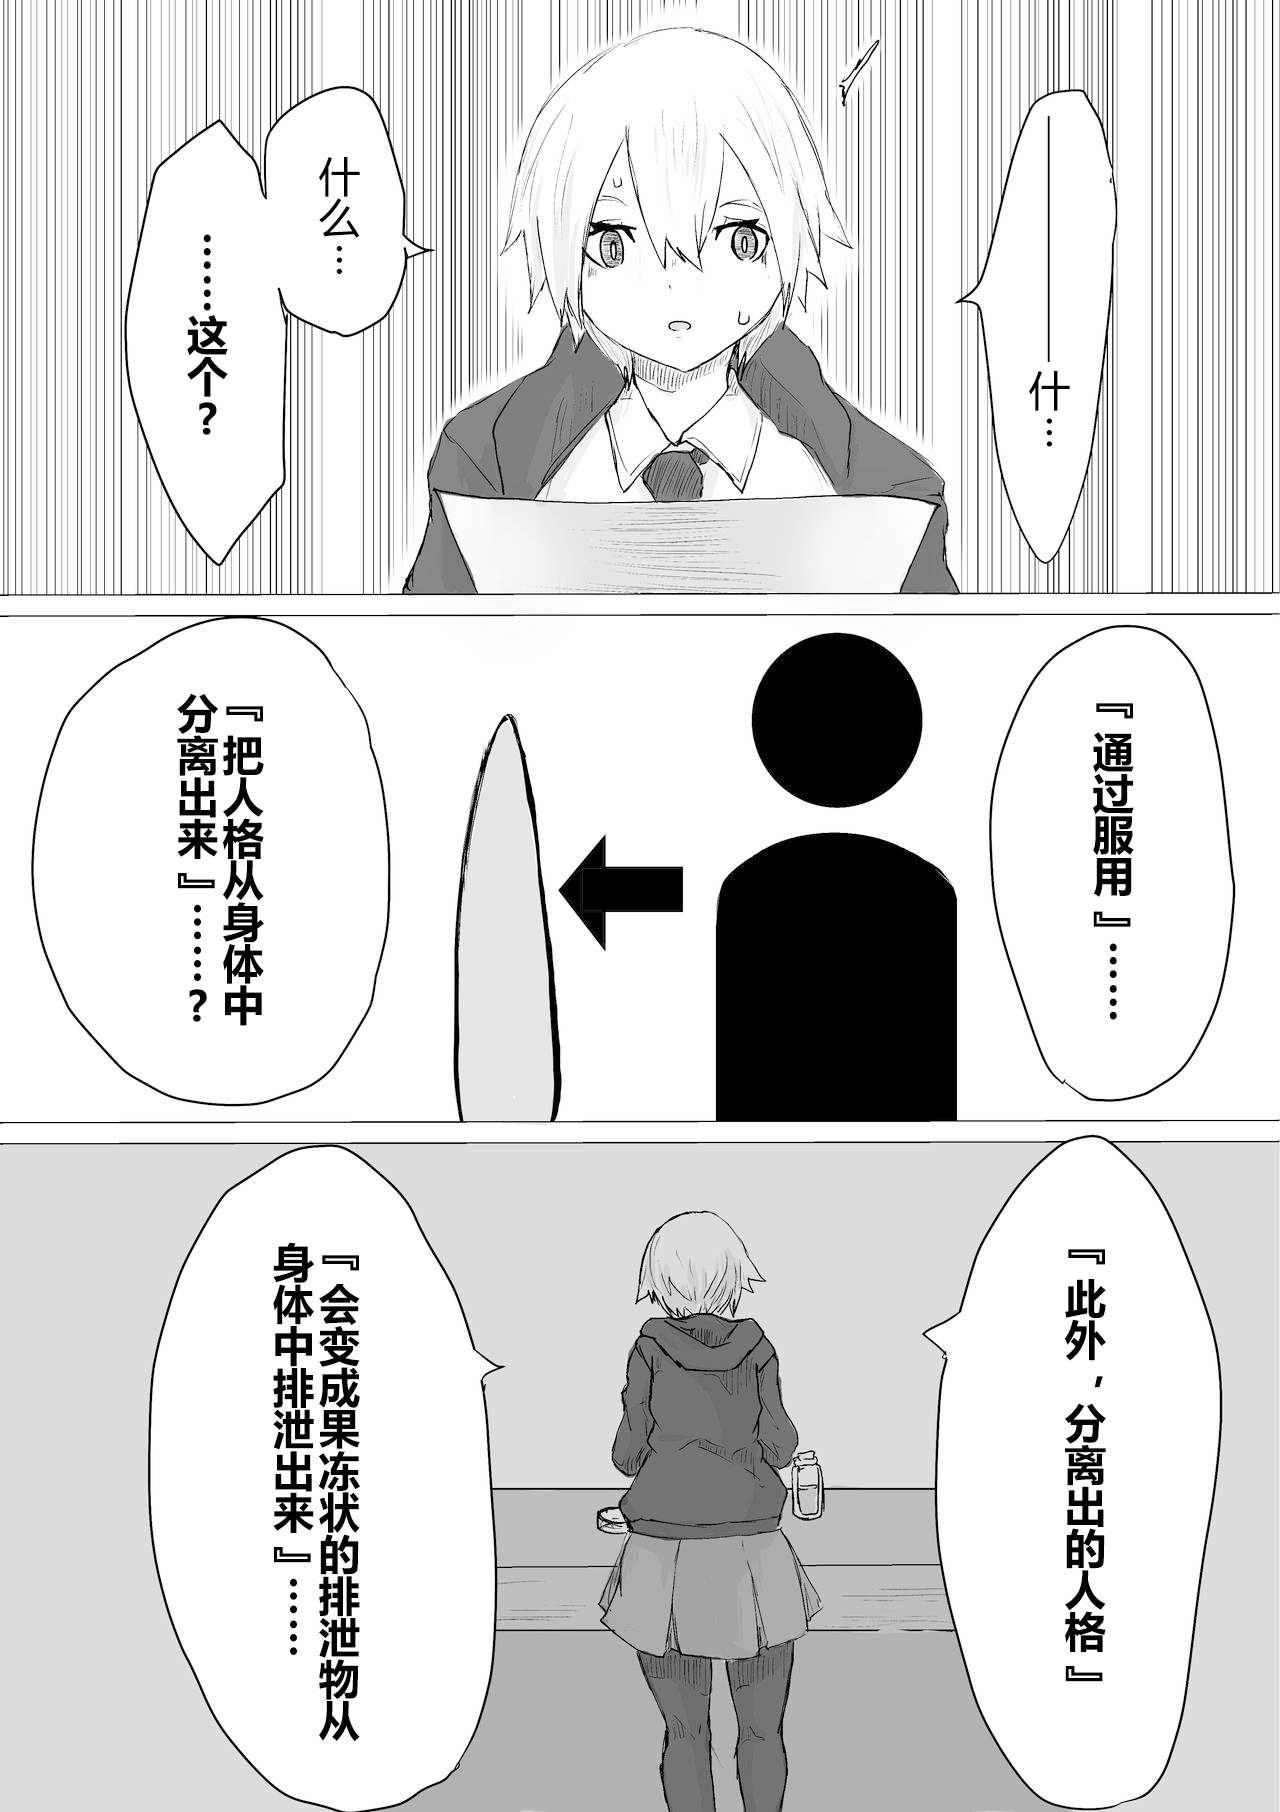 ———什…
什么…
……这个？
『通过服用』……
『把人格从身体中
分离出来』……？
『此外，分离出的人格』
『会变成果冻状的排泄物从
身体中排泄出来』……